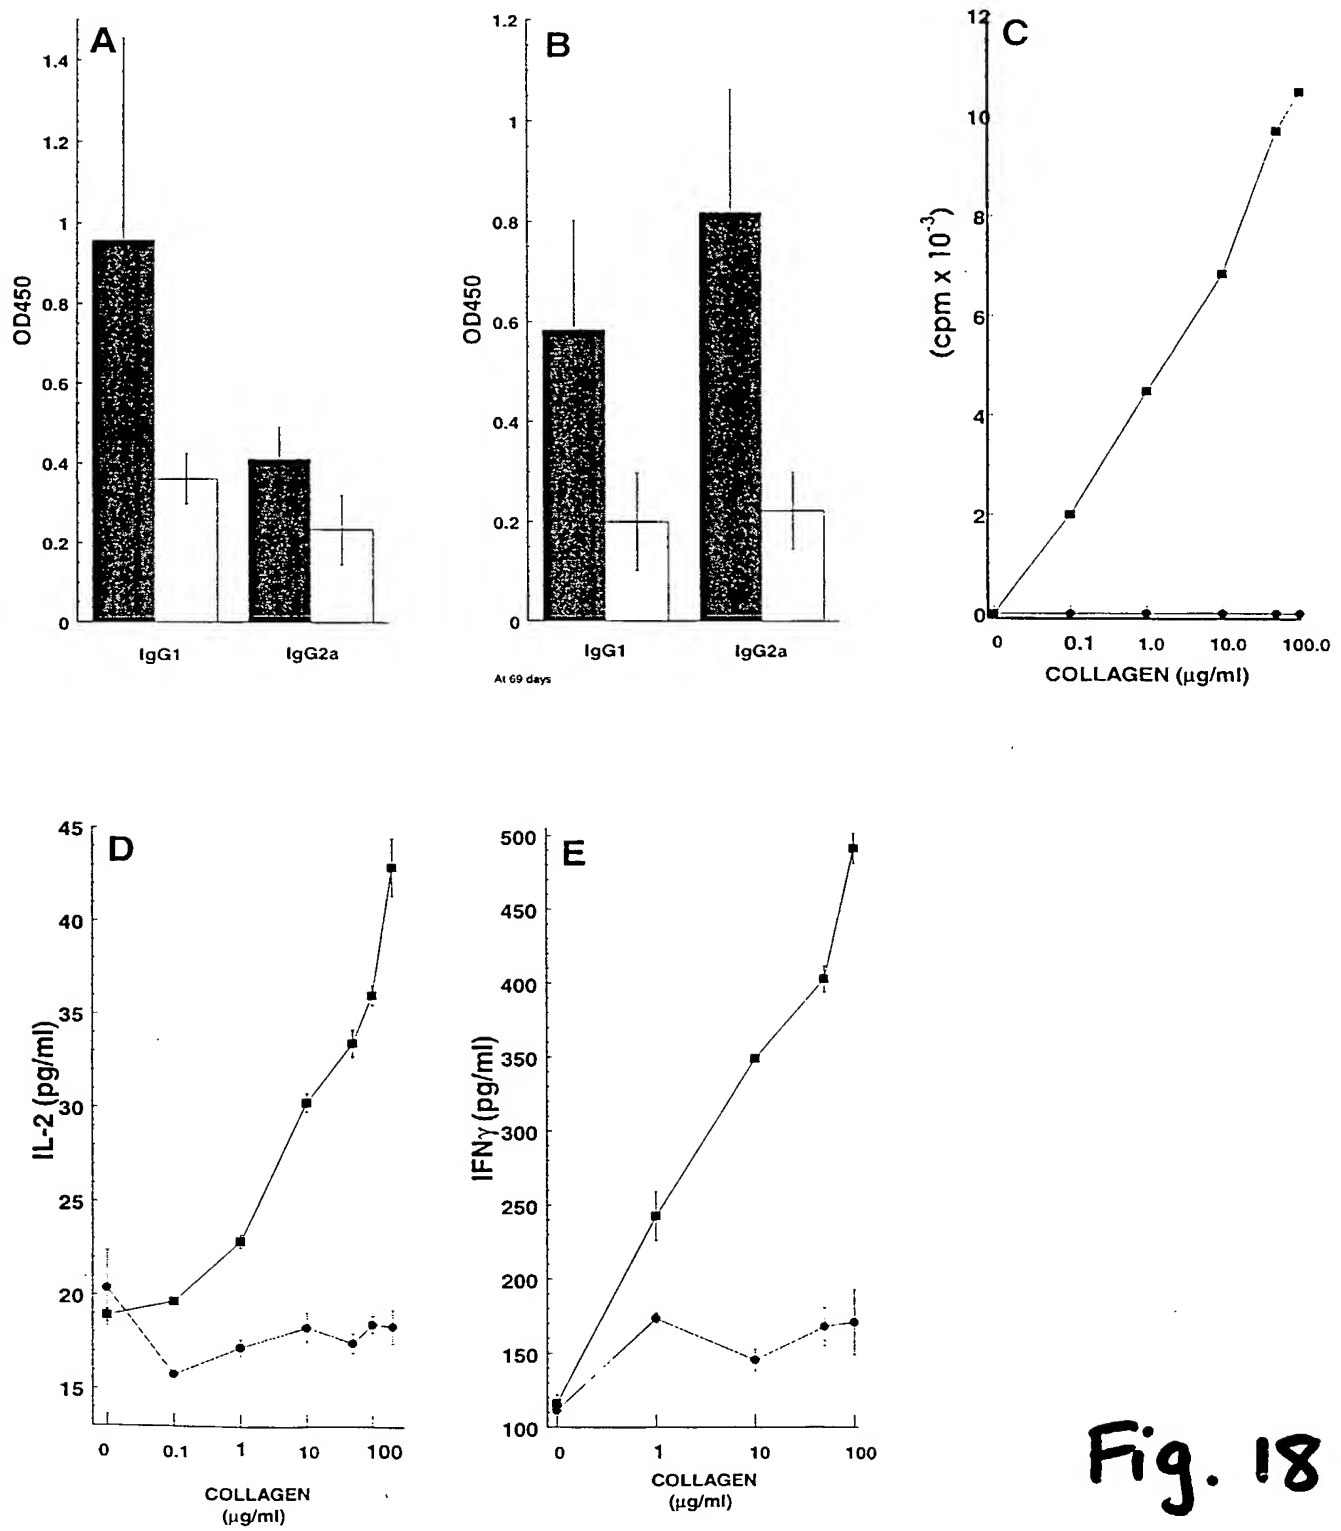 A
1.4
1.2
1
0.8
0.6
0.4
0.2
0
OD450
IgG1 IgG2a
B
1.2
1
0.8
0.6
0.4
0.2
0
OD450
IgG1 IgG2a
At 69 days
C
12
10
8
6
4
2
0
(cpm x 10-3)
0 0.1 1.0 10.0 100.0
COLLAGEN (μg/ml)
D
45
40
35
30
25
20
15
IL-2 (pg/ml)
0 0.1 1 10 100
COLLAGEN
(μg/ml)
E
500
450
400
350
300
250
200
150
100
IFNγ (pg/ml)
0 1 10 100
COLLAGEN
(μg/ml)
Fig. 18